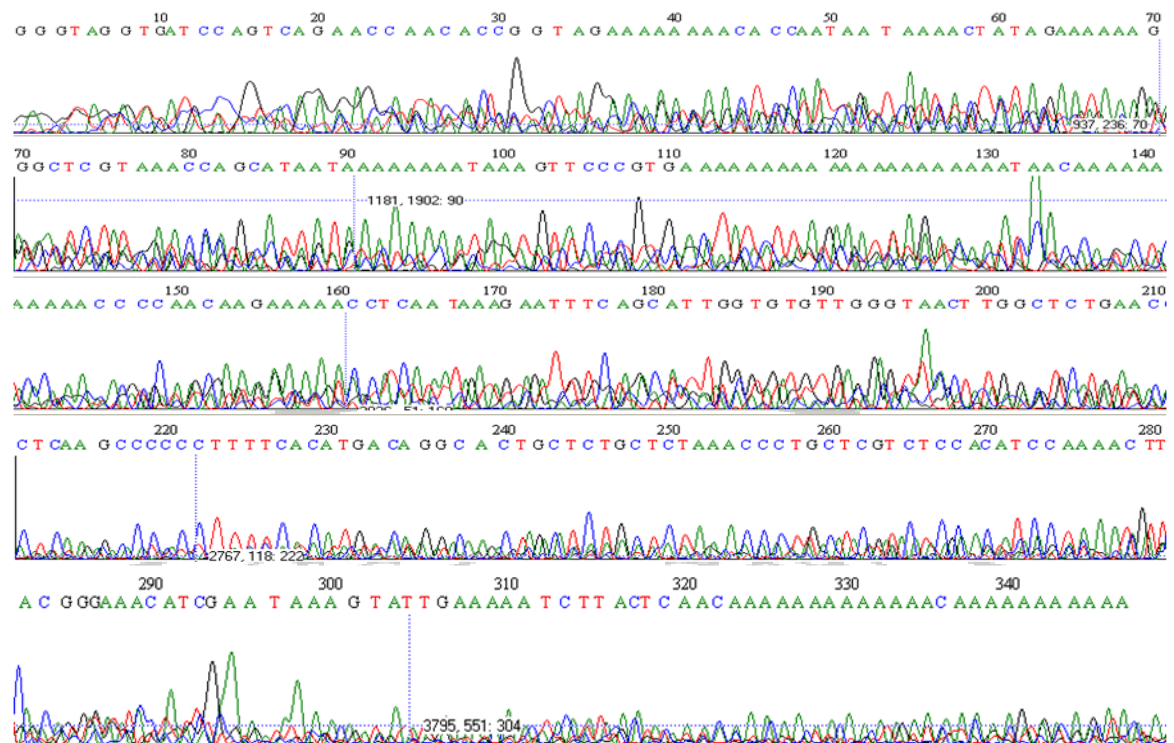 10 20 30 40 50 60 70
G G G T A G G T G A T C C A G T C A G A A C C A A C A C C G G T A G A A A A A A A A C A C C A A T A A T A A A A C T A T A G A A A A A A G
937, 236: 70
70 80 90 100 110 120 130 140
G G C T C G T A A A C C A G C A T A A T A A A A A A A A T A A A G T T C C C G T G A A A A A A A A A A A A A A A A A A A A A T A A C A A A A A A
1181, 1902: 90
150 160 170 180 190 200 210
A A A A A C C C C C A A C A A G A A A A A C C T C A A T A A A G A A T T T C A G C A T T G G T G T G T T G G G T A A C T T G G C T C T G A A C
220 230 240 250 260 270 280
C T C A A G C C C C C C T T T T C A C A T G A C A G G C A C T G C T C T G C T C T A A A C C C T G C T C G T C T C C A C A T C C A A A A C T T
2767, 118: 222
290 300 310 320 330 340
A C G G G A A A C A T C G A A T A A A G T A T T G A A A A A T C T T A C T C A A C A A A A A A A A A A A A A A C A A A A A A A A A A A
3795, 551: 304